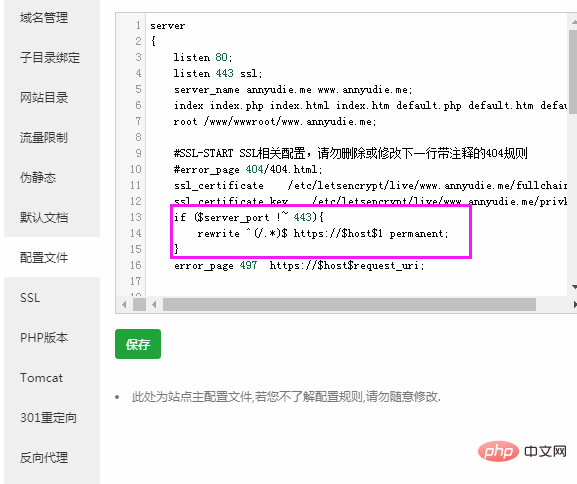 域名管理
子目录绑定
网站目录
流量限制
伪静态
默认文档
配置文件
SSL
PHP版本
Tomcat
301重定向
反向代理
1 server
2 {
3 listen 80;
4 listen 443 ssl;
5 server_name annyudie.me www.annyudie.me;
6 index index.php index.html index.htm default.php default.htm defau
7 root /www/wwwroot/www.annyudie.me;
8
9 #SSL-START SSL相关配置，请勿删除或修改下一行带注释的404规则
10 #error_page 404/404.html;
11 ssl_certificate /etc/letsencrypt/live/www.annyudie.me/fullchair
12 ssl_certificate_key /etc/letsencrypt/live/www.annyudie.me/privk
13 if ($server_port !~ 443){
14 rewrite ^(/.*)$ https://$host$1 permanent;
15 }
16 error_page 497 https://$host$request_uri;
17
保存
此处为站点主配置文件,若您不了解配置规则,请勿随意修改.
php 中文网